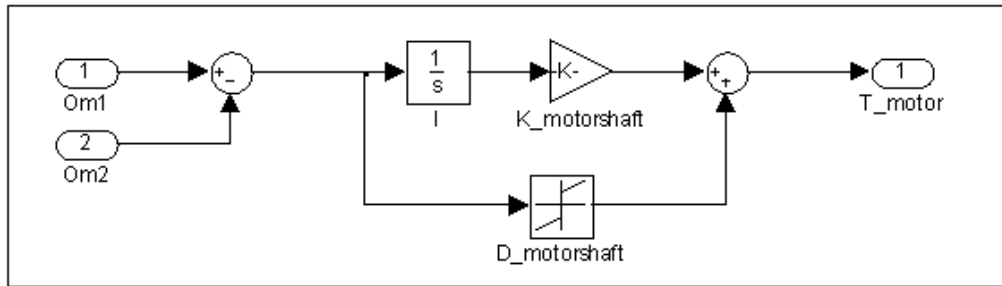 1
Om1
2
Om2
+
-
1
s
I
-K-
K_motorshaft
+
+
1
T_motor
D_motorshaft